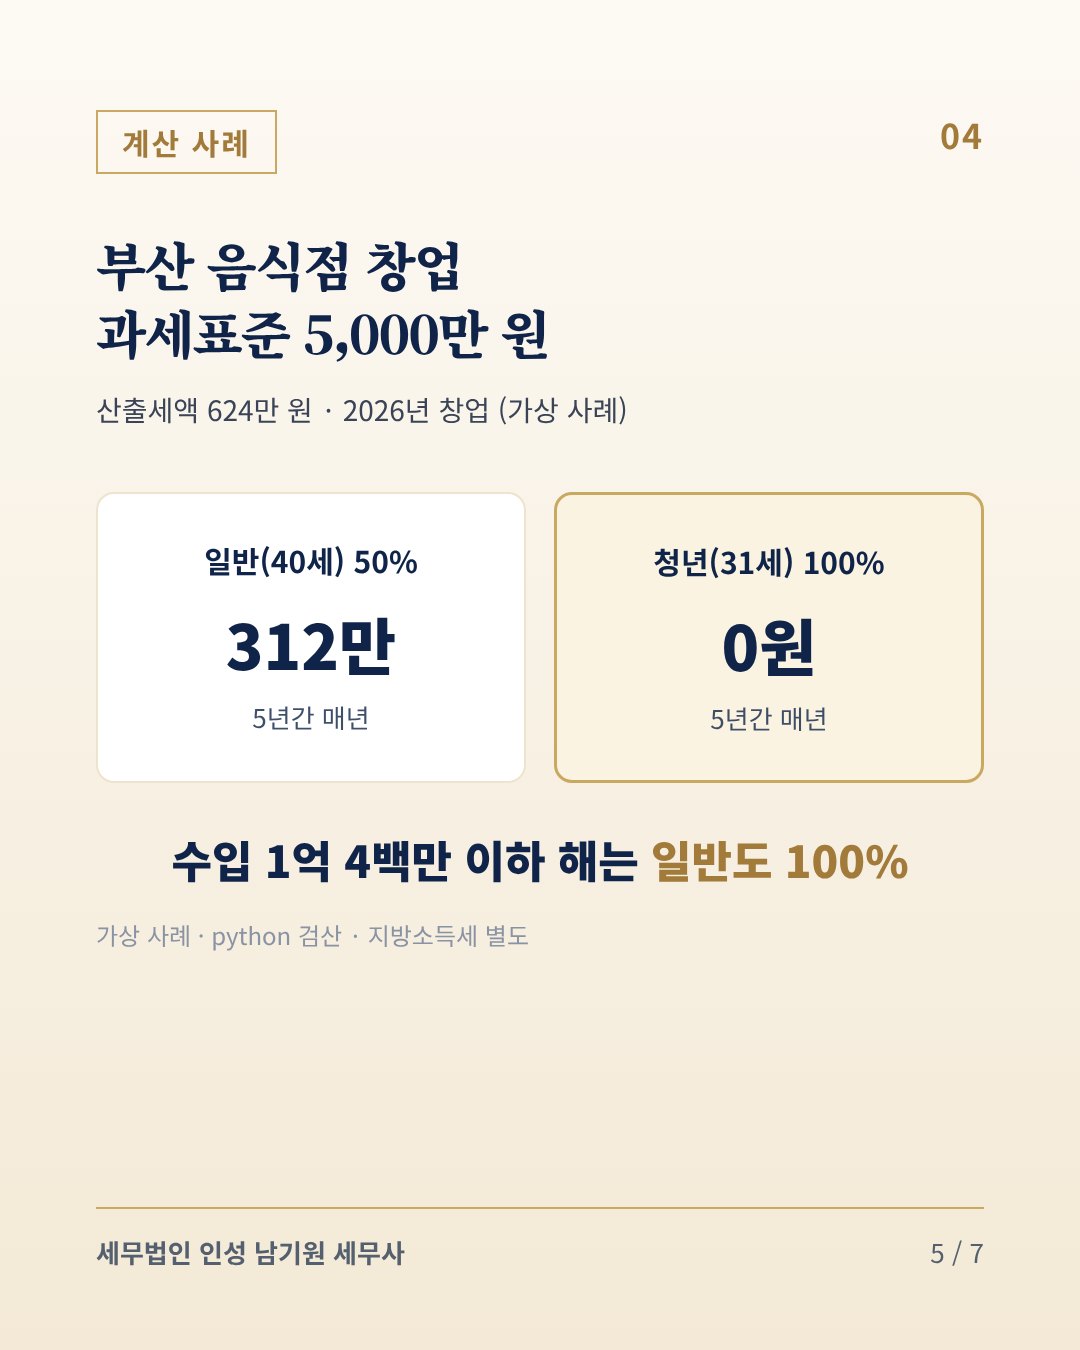 계산 사례
04
부산 음식점 창업
과세표준 5,000만 원
산출세액 624만 원 · 2026년 창업 (가상 사례)
일반(40세) 50%
312만
5년간 매년
청년(31세) 100%
0원
5년간 매년
수입 1억 4백만 이하 해는 일반도 100%
가상 사례 · python 검산 · 지방소득세 별도
세무법인 인성 남기원 세무사
5 / 7